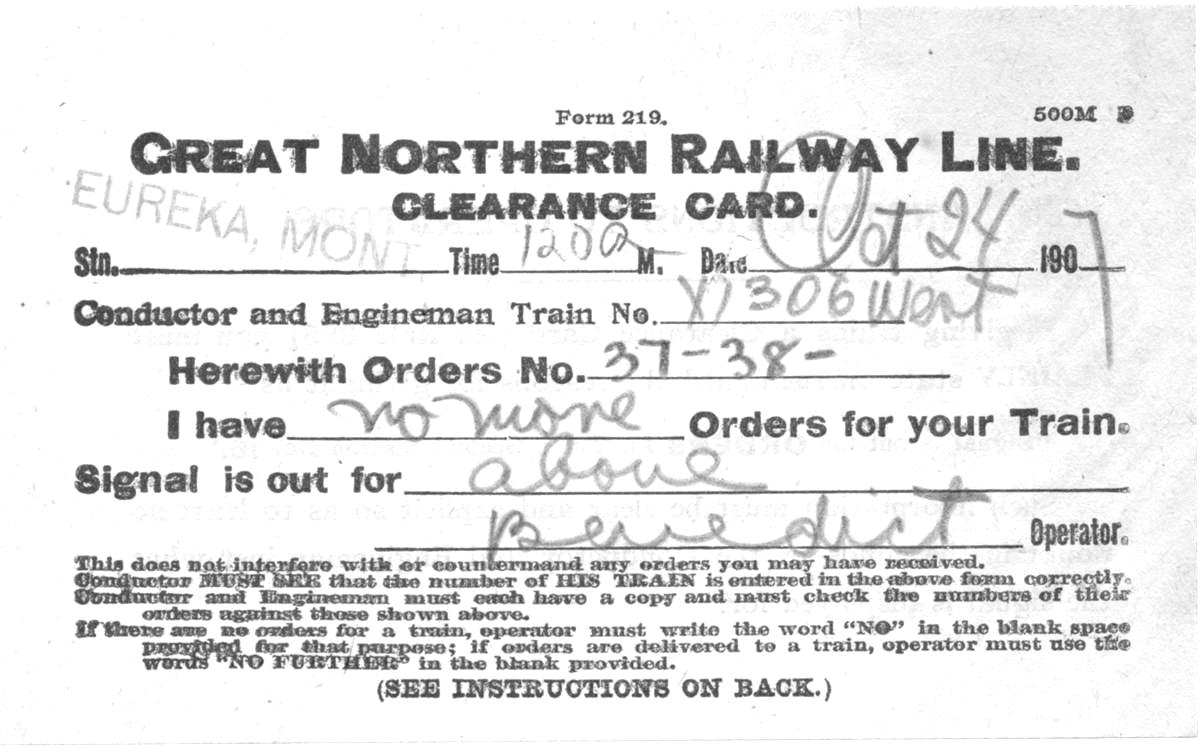 Form 219. 500M
GREAT NORTHERN RAILWAY LINE.
EUREKA, MONT.
CLEARANCE CARD.
Stn. Time 1200 M. Date Oct 24 1907
Conductor and Engineman Train No. X1306 West
Herewith Orders No. 37-38-
I have no more Orders for your Train.
Signal is out for above
Benedict Operator.
This does not interfere with or countermand any orders you may have received.
Conductor MUST SEE that the number of HIS TRAIN is entered in the above form correctly.
Conductor and Engineman must each have a copy and must check the numbers of their
orders against those shown above.
If there are no orders for a train, operator must write the word "NO" in the blank space
provided for that purpose; if orders are delivered to a train, operator must use the
words "NO FURTHER" in the blank provided.
(SEE INSTRUCTIONS ON BACK.)